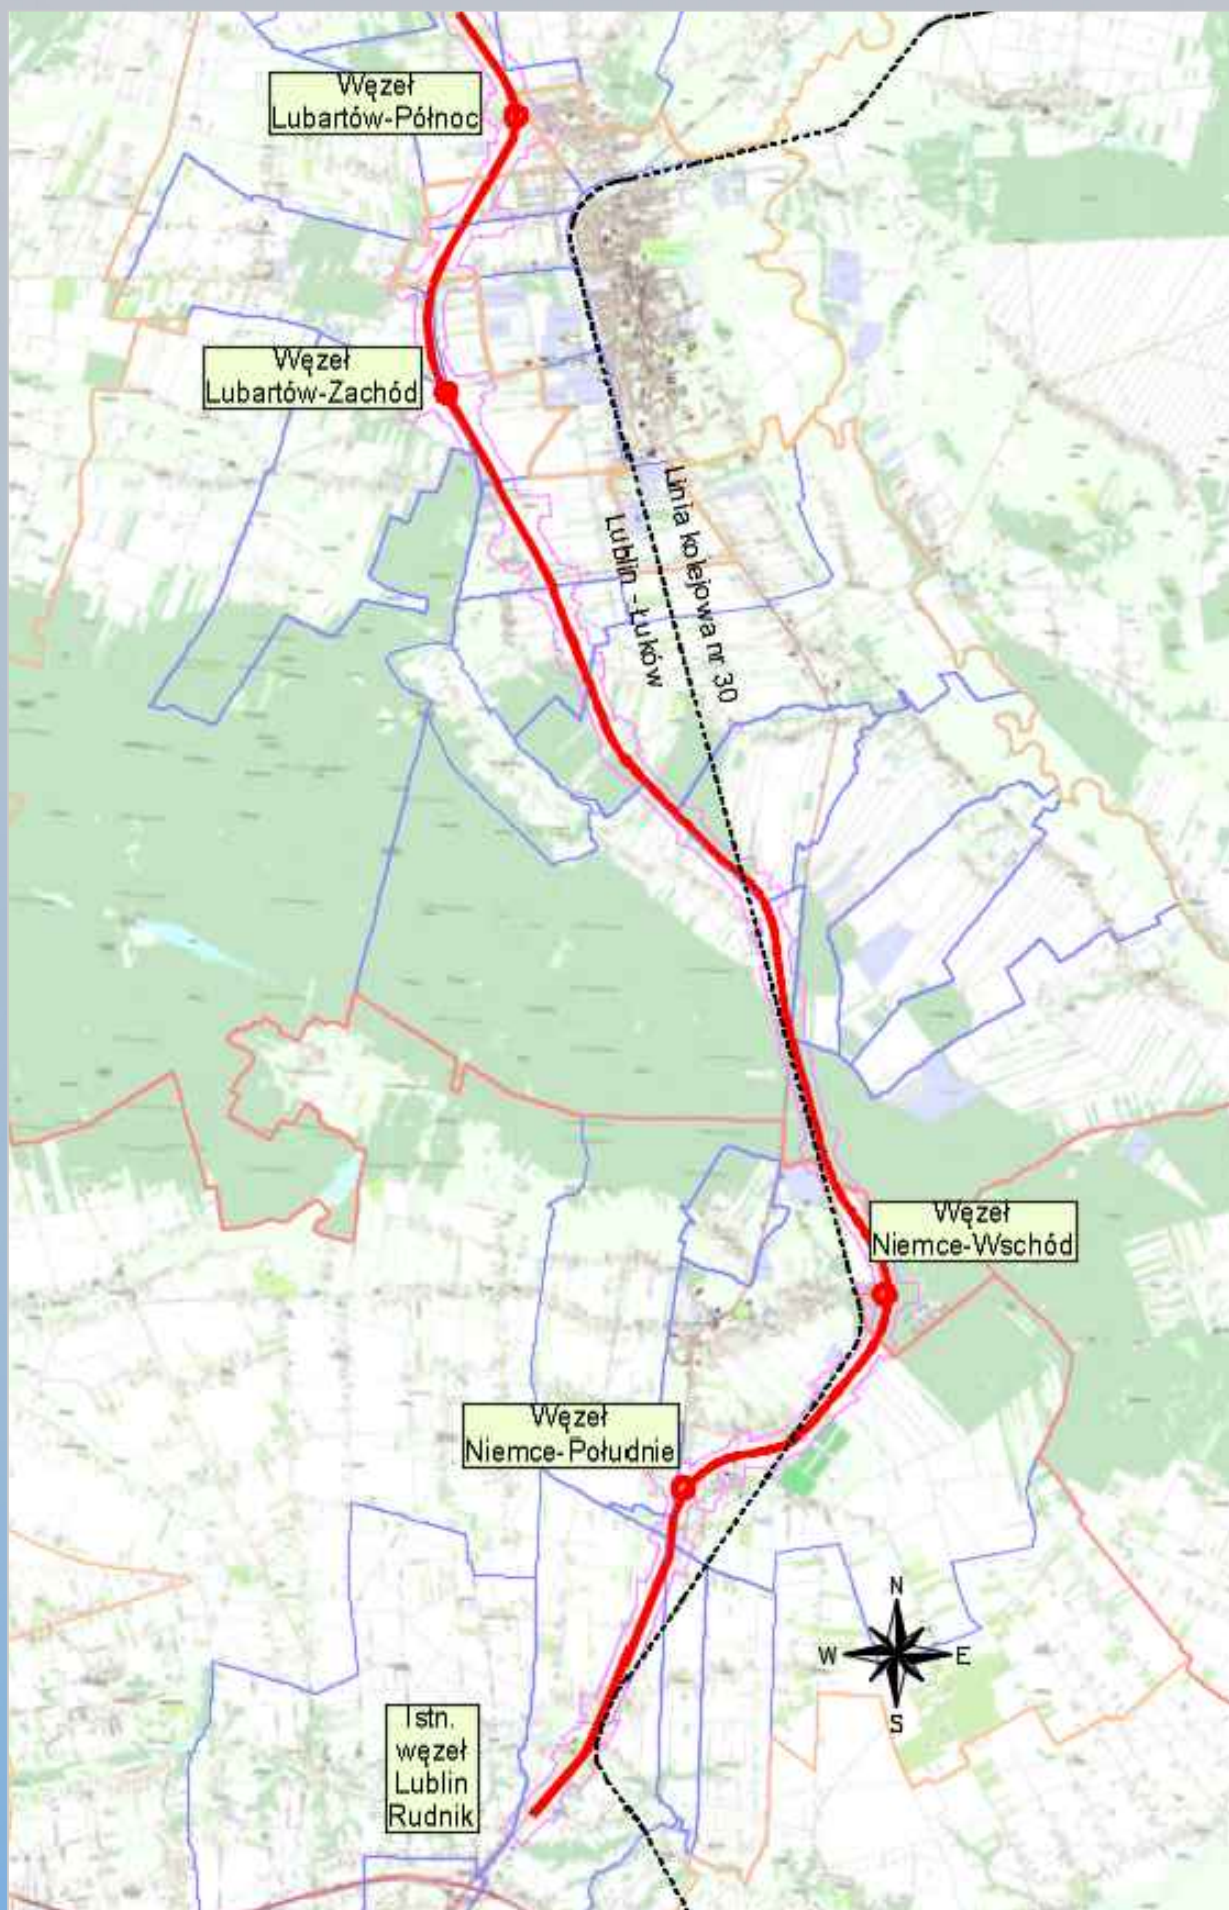 Węzeł
Lubartów-Północ
Węzeł
Lubartów-Zachód
Linia kolejowa nr 30
Lublin - Łuków
Węzeł
Niemce-Wschód
Węzeł
Niemce-Południe
N
W
E
S
Istn.
węzeł
Lublin
Rudnik